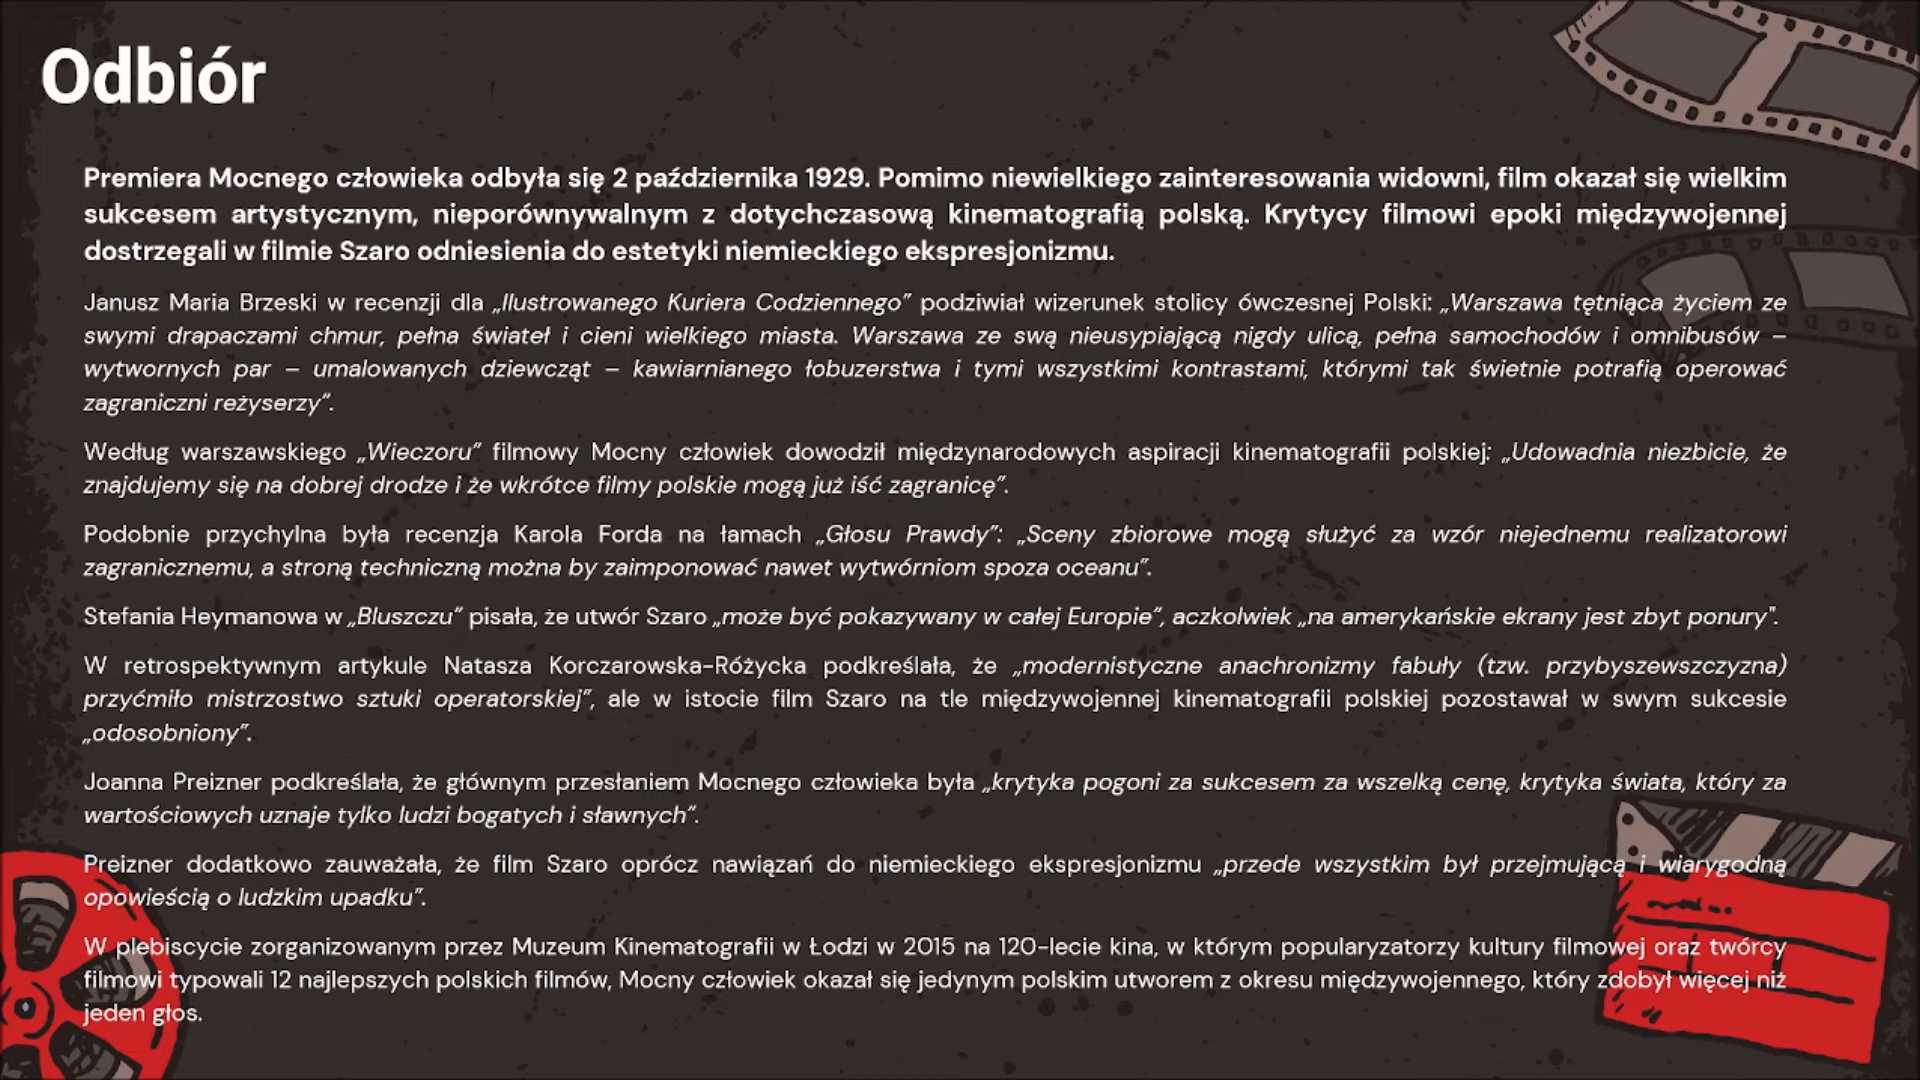 Odbiór
Premiera Mocnego człowieka odbyła się 2 października 1929. Pomimo niewielkiego zainteresowania widowni, film okazał się wielkim
sukcesem artystycznym, nieporównywalnym z dotychczasową kinematografią polską. Krytycy filmowi epoki międzywojennej
dostrzegali w filmie Szaro odniesienia do estetyki niemieckiego ekspresjonizmu.
Janusz Maria Brzeski w recenzji dla „Ilustrowanego Kuriera Codziennego” podziwiał wizerunek stolicy ówczesnej Polski: „Warszawa tętniąca życiem ze
swymi drapaczami chmur, pełna świateł i cieni wielkiego miasta. Warszawa ze swą nieusypiającą nigdy ulicą, pełna samochodów i omnibusów –
wytwornych par – umalowanych dziewcząt – kawiarnianego łobuzerstwa i tymi wszystkimi kontrastami, którymi tak świetnie potrafią operować
zagraniczni reżyserzy”.
Według warszawskiego „Wieczoru” filmowy Mocny człowiek dowodził międzynarodowych aspiracji kinematografii polskiej: „Udowadnia niezbicie, że
znajdujemy się na dobrej drodze i że wkrótce filmy polskie mogą już iść zagranicę”.
Podobnie przychylna była recenzja Karola Forda na łamach „Głosu Prawdy”: „Sceny zbiorowe mogą służyć za wzór niejednemu realizatorowi
zagranicznemu, a stroną techniczną można by zaimponować nawet wytwórniom spoza oceanu”.
Stefania Heymanowa w „Bluszczu“ pisała, że utwór Szaro „może być pokazywany w całej Europie“, aczkolwiek „na amerykańskie ekrany jest zbyt ponury".
W retrospektywnym artykule Natasza Korczarowska-Różycka podkreślała, że „modernistyczne anachronizmy fabuły (tzw. przybyszewszczyzna)
przyćmiło mistrzostwo sztuki operatorskiej”, ale w istocie film Szaro na tle międzywojennej kinematografii polskiej pozostawał w swym sukcesie
„odosobniony”.
Joanna Preizner podkreślała, że głównym przesłaniem Mocnego człowieka była „krytyka pogoni za sukcesem za wszelką cenę, krytyka świata, który za
wartościowych uznaje tylko ludzi bogatych i sławnych”.
Preizner dodatkowo zauważała, że film Szaro oprócz nawiązań do niemieckiego ekspresjonizmu „przede wszystkim był przejmującą i wiarygodną
opowieścią o ludzkim upadku”.
W plebiscycie zorganizowanym przez Muzeum Kinematografii w Łodzi w 2015 na 120-lecie kina, w którym popularyzatorzy kultury filmowej oraz twórcy
filmowi typowali 12 najlepszych polskich filmów, Mocny człowiek okazał się jedynym polskim utworem z okresu międzywojennego, który zdobył więcej niż
jeden głos.